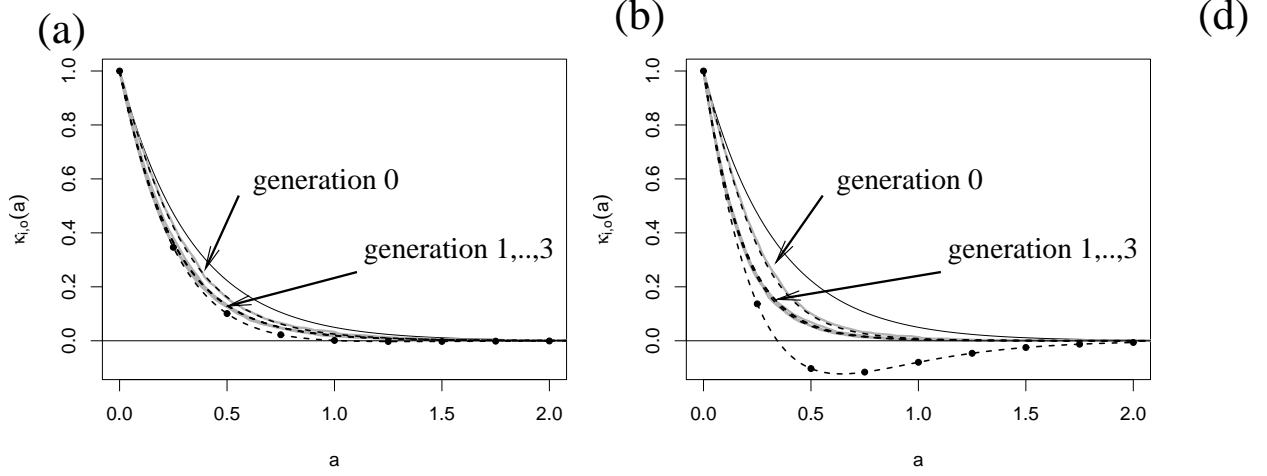 (a) (b) (d)
1.0 1.0
0.8 0.8
generation 0 generation 0
0.6 0.6
κi,o(a) κi,o(a)
generation 1,..,3 generation 1,..,3
0.4 0.4
0.2 0.2
0.0 0.0
0.0 0.5 1.0 1.5 2.0 0.0 0.5 1.0 1.5 2.0
a a